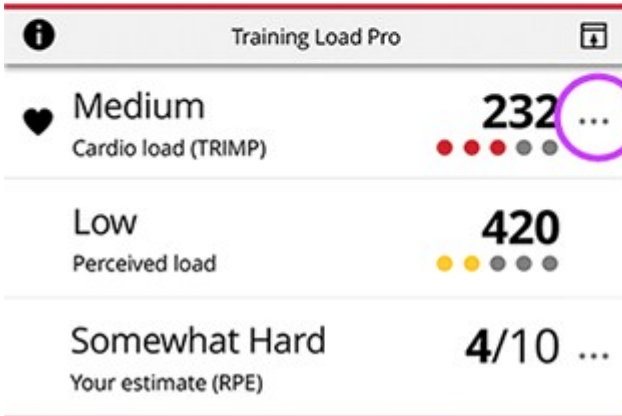 Training Load Pro
Medium
232 ...
Cardio load (TRIMP)
Low
420
Perceived load
Somewhat Hard
4/10 ...
Your estimate (RPE)